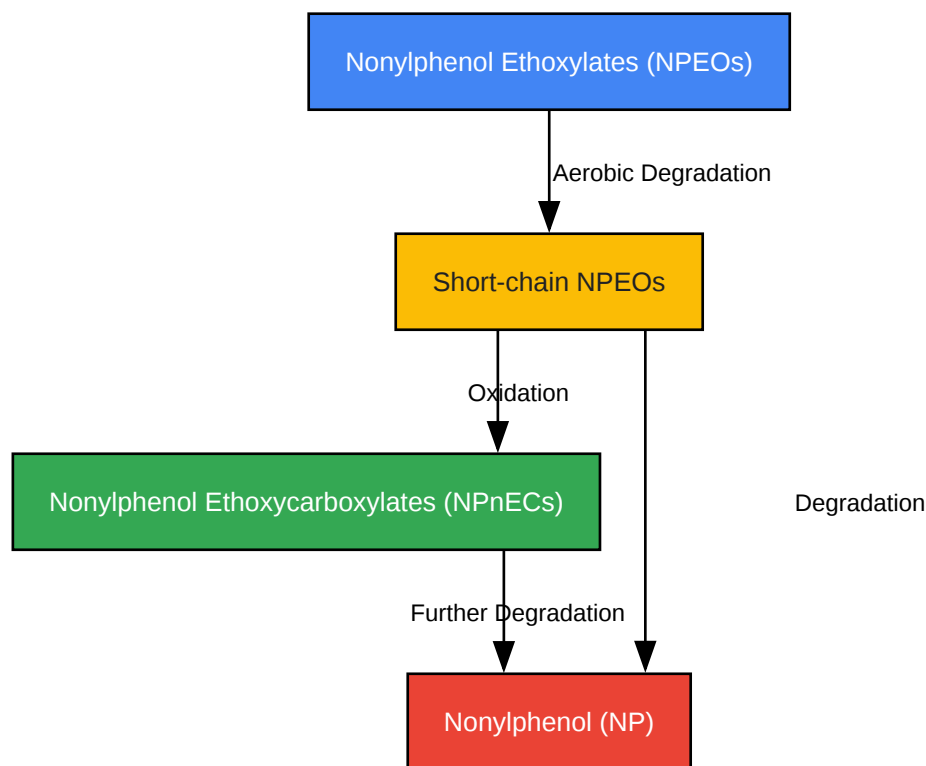 Nonylphenol Ethoxylates (NPEOs)
Aerobic Degradation
Short-chain NPEOs
Oxidation
Nonylphenol Ethoxycarboxylates (NPnECs)
Degradation
Further Degradation
Nonylphenol (NP)